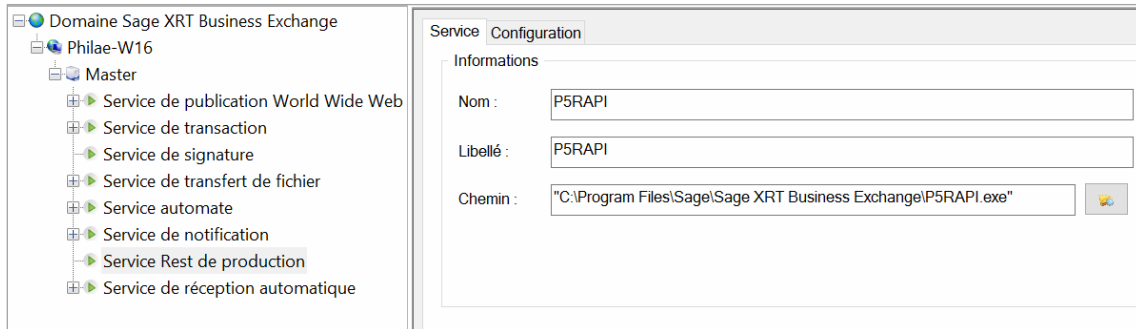 Domaine Sage XRT Business Exchange
Philae-W16
Master
Service de publication World Wide Web
Service de transaction
Service de signature
Service de transfert de fichier
Service automate
Service de notification
Service Rest de production
Service de réception automatique
Service Configuration
Informations
Nom : P5RAPI
Libellé : P5RAPI
Chemin : "C:\Program Files\Sage\Sage XRT Business Exchange\P5RAPI.exe"